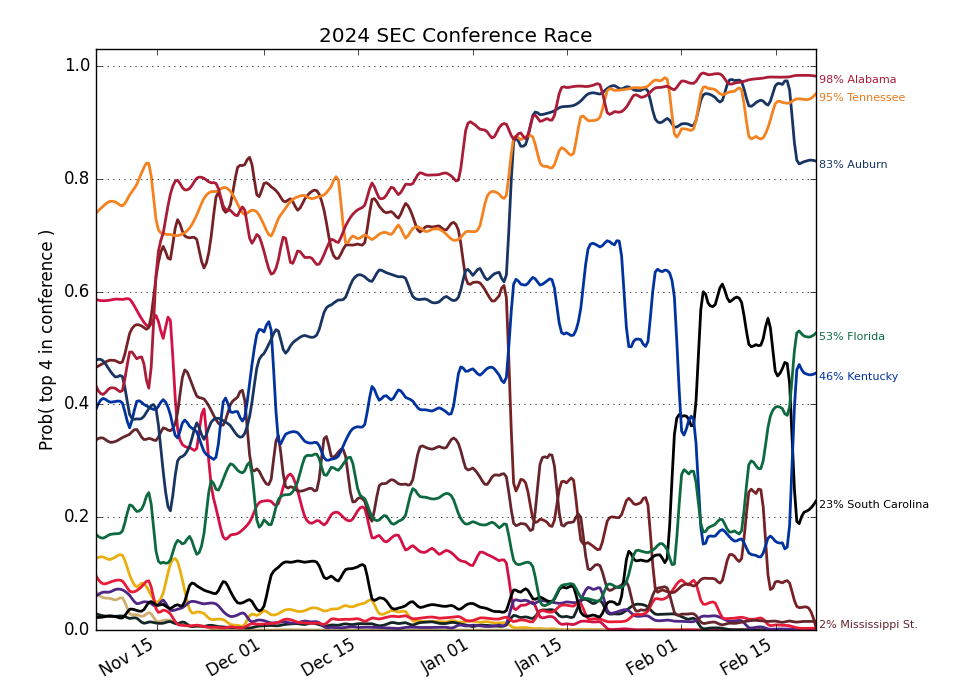 2024 SEC Conference Race
Prob( top 4 in conference )
1.0
0.8
0.6
0.4
0.2
0.0
Nov 15
Dec 01
Dec 15
Jan 01
Jan 15
Feb 01
Feb 15
98% Alabama
95% Tennessee
83% Auburn
53% Florida
46% Kentucky
23% South Carolina
2% Mississippi St.